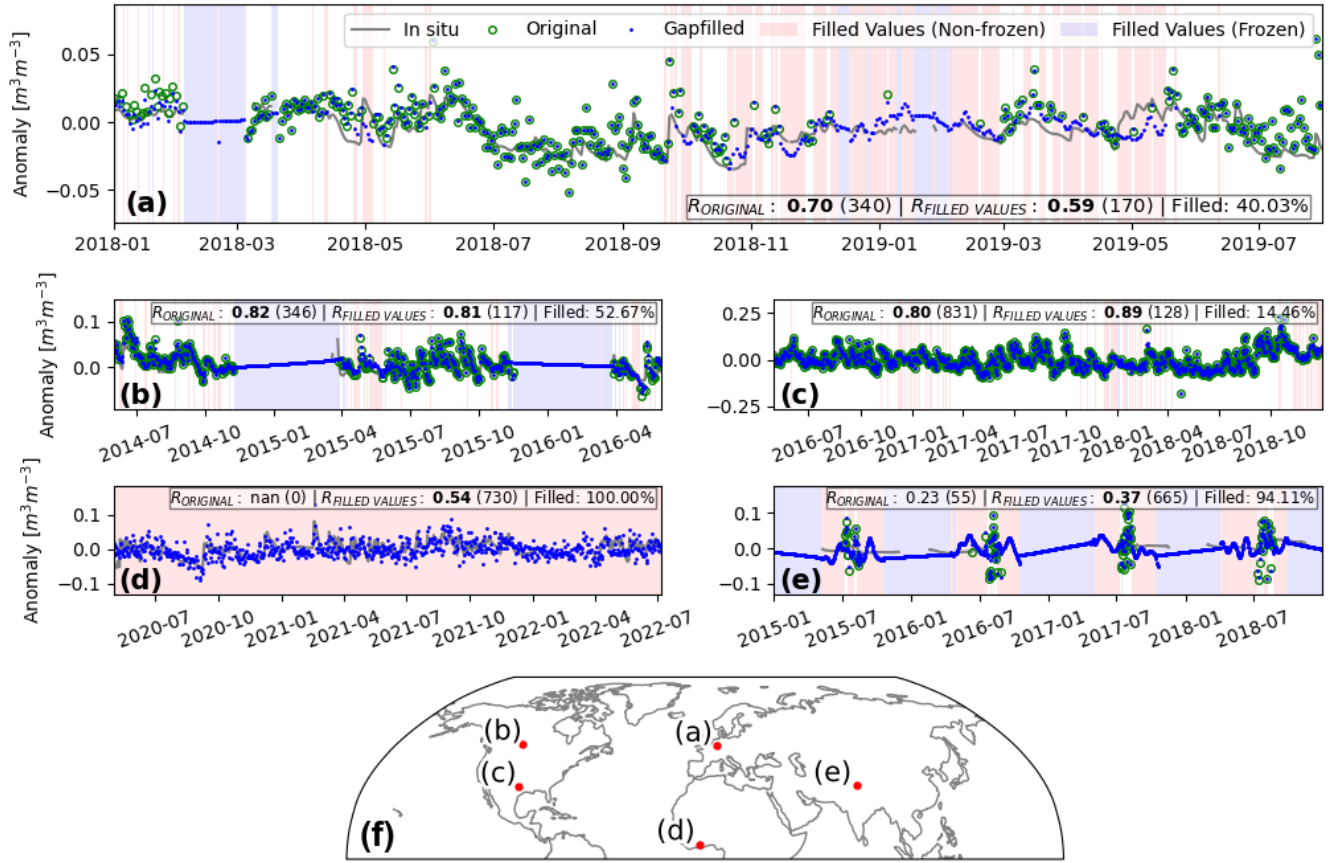 In situ Original Gapfilled Filled Values (Non-frozen) Filled Values (Frozen)
Anomaly [m³m⁻³]
0.05
0.00
−0.05
(a)
R_ORIGINAL : 0.70 (340) | R_FILLED VALUES : 0.59 (170) | Filled: 40.03%
2018-01 2018-03 2018-05 2018-07 2018-09 2018-11 2019-01 2019-03 2019-05 2019-07
Anomaly [m³m⁻³]
0.1
0.0
R_ORIGINAL : 0.82 (346) | R_FILLED VALUES : 0.81 (117) | Filled: 52.67%
(b)
2014-07 2014-10 2015-01 2015-04 2015-07 2015-10 2016-01 2016-04
0.25
0.00
−0.25
R_ORIGINAL : 0.80 (831) | R_FILLED VALUES : 0.89 (128) | Filled: 14.46%
(c)
2016-07 2016-10 2017-01 2017-04 2017-07 2017-10 2018-01 2018-04 2018-07 2018-10
Anomaly [m³m⁻³]
0.1
0.0
−0.1
R_ORIGINAL : nan (0) | R_FILLED VALUES : 0.54 (730) | Filled: 100.00%
(d)
2020-07 2020-10 2021-01 2021-04 2021-07 2021-10 2022-01 2022-04 2022-07
0.1
0.0
−0.1
R_ORIGINAL : 0.23 (55) | R_FILLED VALUES : 0.37 (665) | Filled: 94.11%
(e)
2015-01 2015-07 2016-01 2016-07 2017-01 2017-07 2018-01 2018-07
(b)
(a)
(c)
(e)
(d)
(f)